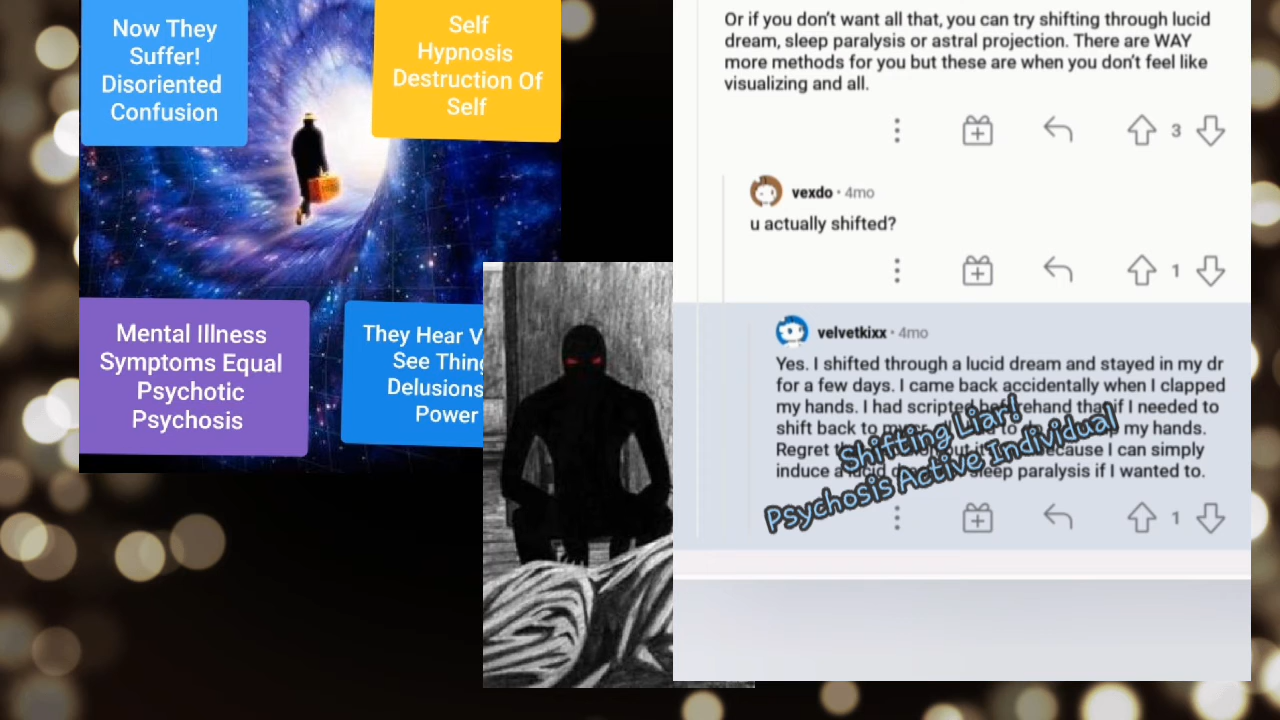 Now They
Suffer!
Disoriented
Confusion
Self
Hypnosis
Destruction Of
Self
Mental Illness
Symptoms Equal
Psychotic
Psychosis
They Hear
See
Delusions
Power
Or if you don't want all that, you can try shifting through lucid
dream, sleep paralysis or astral projection. There are WAY
more methods for you but these are when you don't feel like
visualizing and all.
3
vexdo · 4mo
u actually shifted?
1
velvetkixx · 4mo
Yes. I shifted through a lucid dream and stayed in my dr
for a few days. I came back accidentally when I clapped
my hands. I had scripted beforehand that if I needed to
shift back to my hands.
Regret because I can simply
induce a lucid sleep paralysis if I wanted to.
Shifting Liar!
Psychosis Active Individual
1